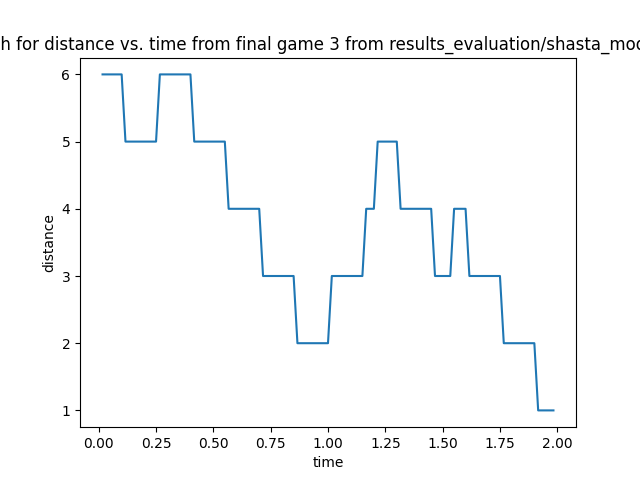 h for distance vs. time from final game 3 from results_evaluation/shasta_moc
distance
6
5
4
3
2
1
0.00 0.25 0.50 0.75 1.00 1.25 1.50 1.75 2.00
time